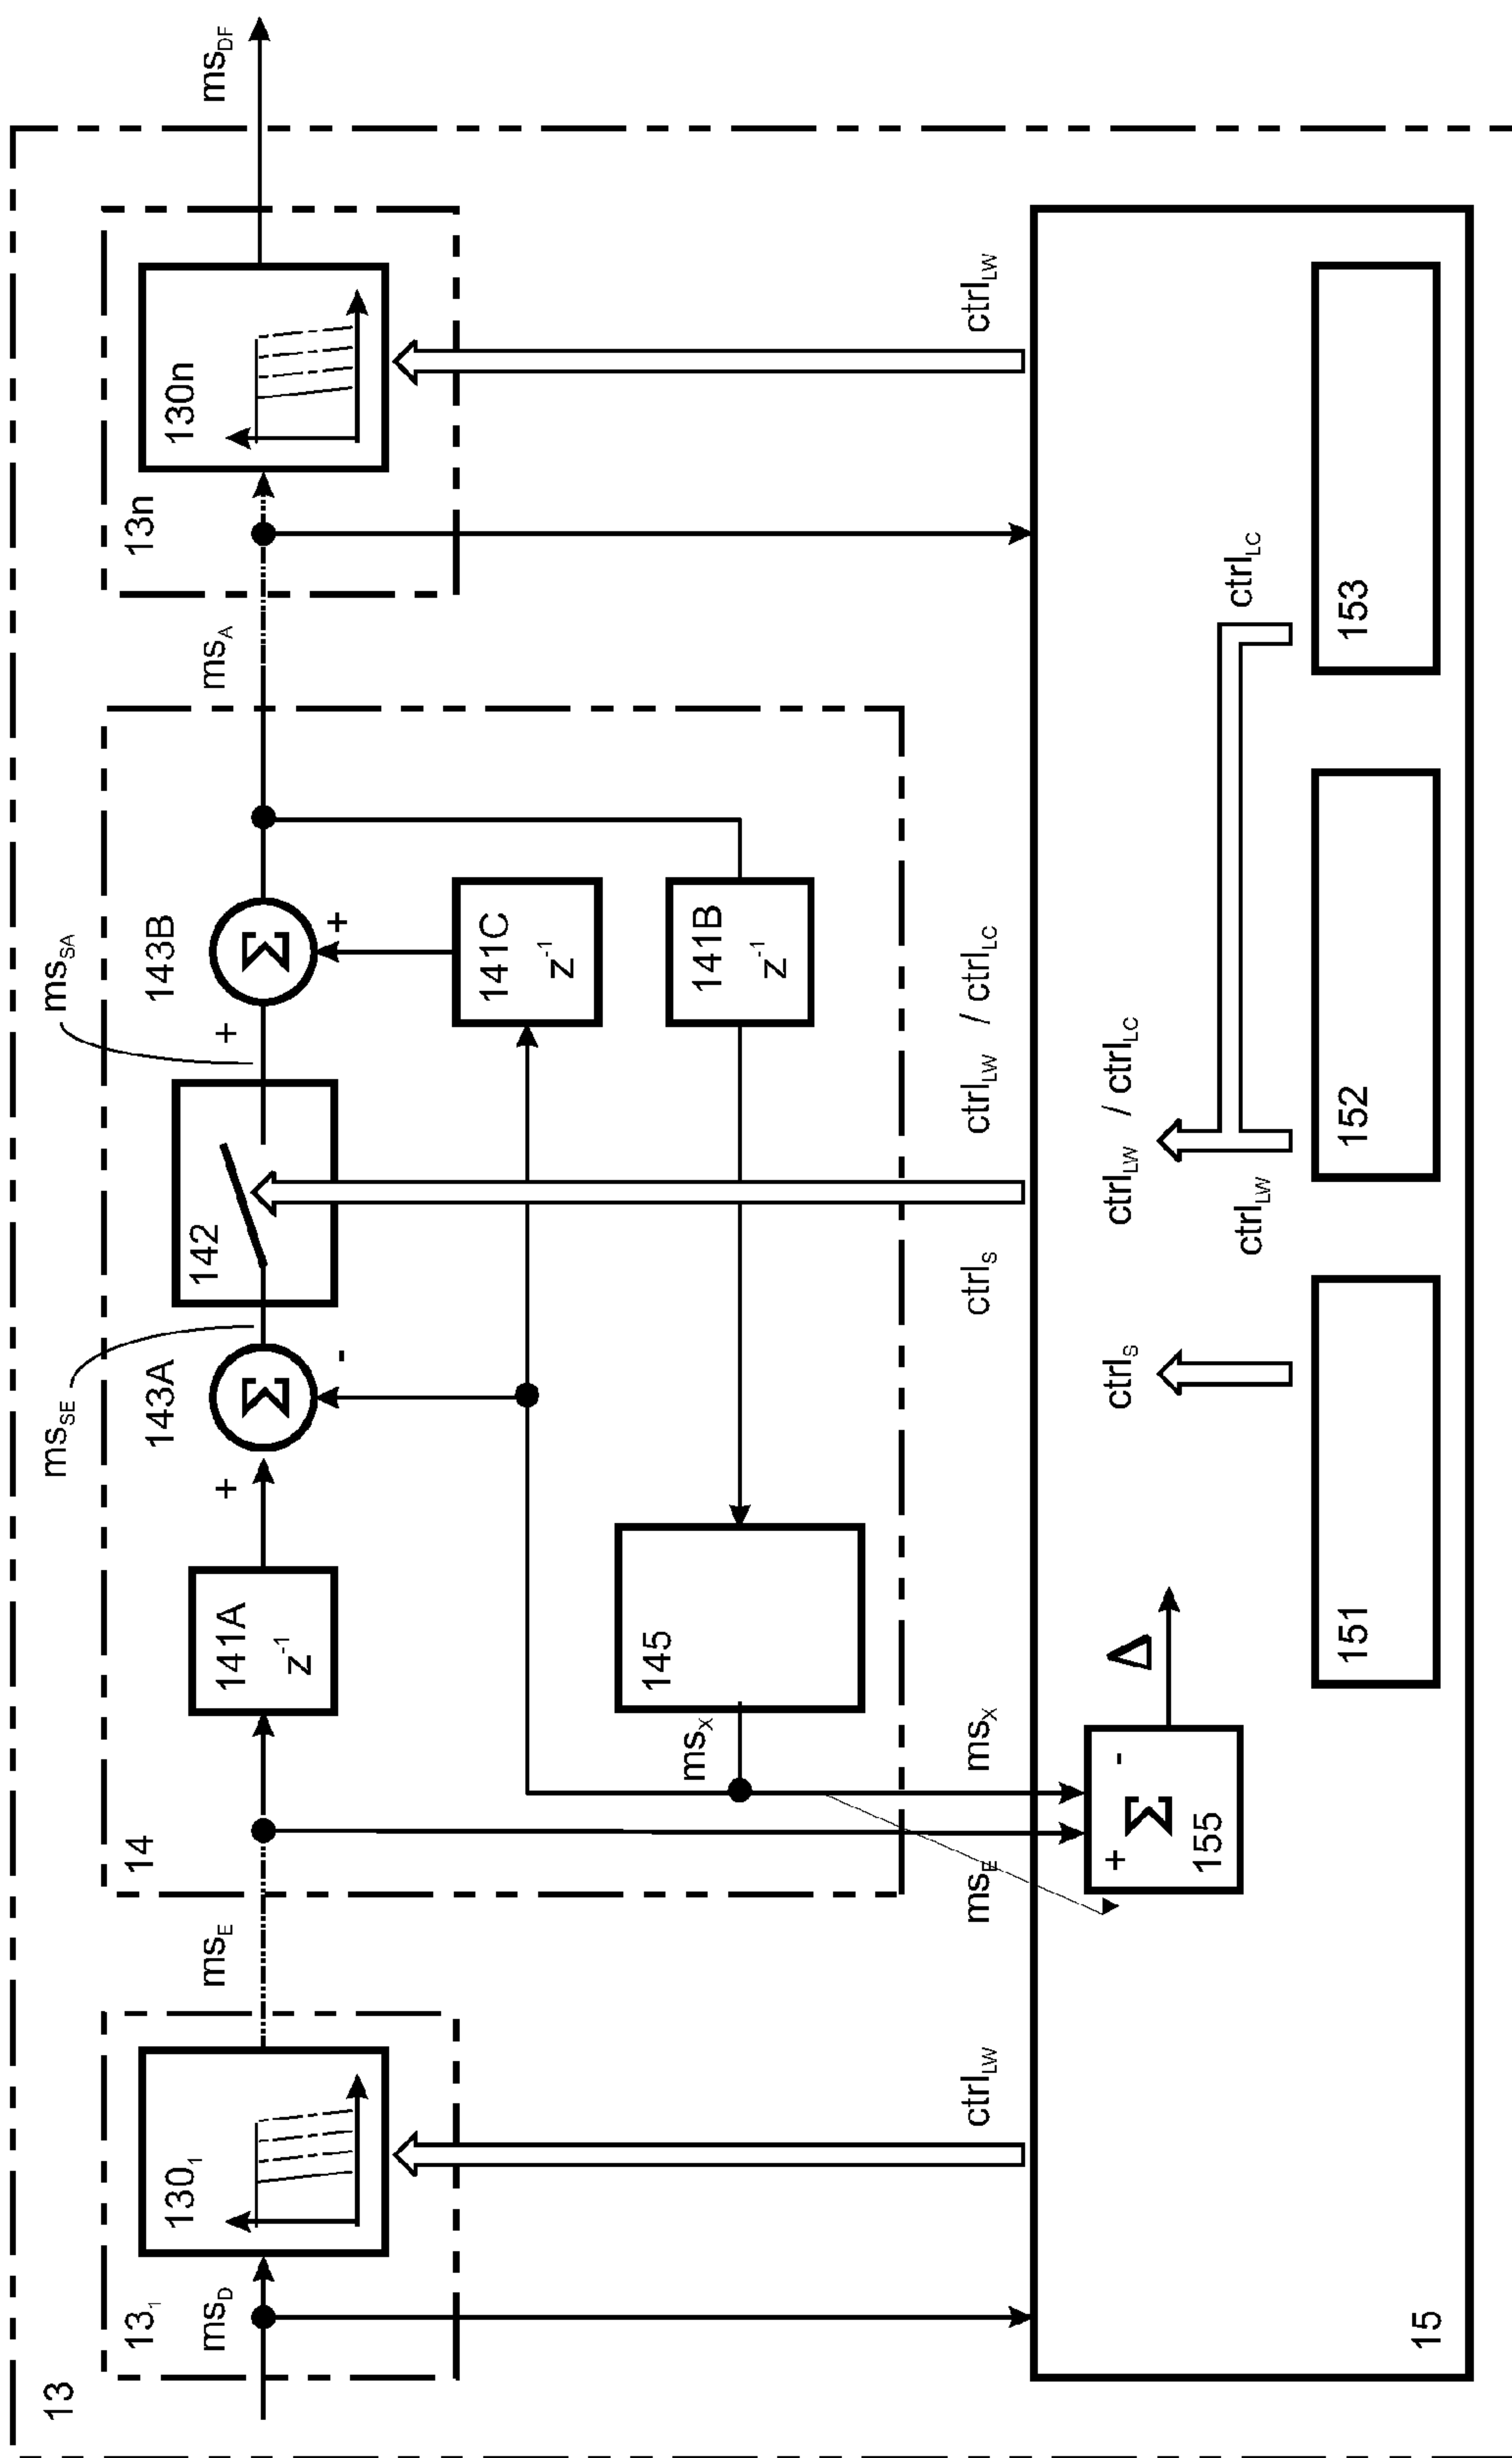 13
13₁
ms_D
130₁
ms_E
14
141A
z⁻¹
+
143A
Σ
-
ms_SE
142
ms_SA
+
143B
Σ
+
141C
z⁻¹
141B
z⁻¹
145
ms_X
ms_A
13n
130n
ms_DF
ctrl_LW
ms_E
ms_X
ctrl_S
ctrl_LW / ctrl_LC
ctrl_LW
15
+
Σ
-
155
Δ
ctrl_S
ctrl_LW / ctrl_LC
ctrl_LW
ctrl_LC
151
152
153